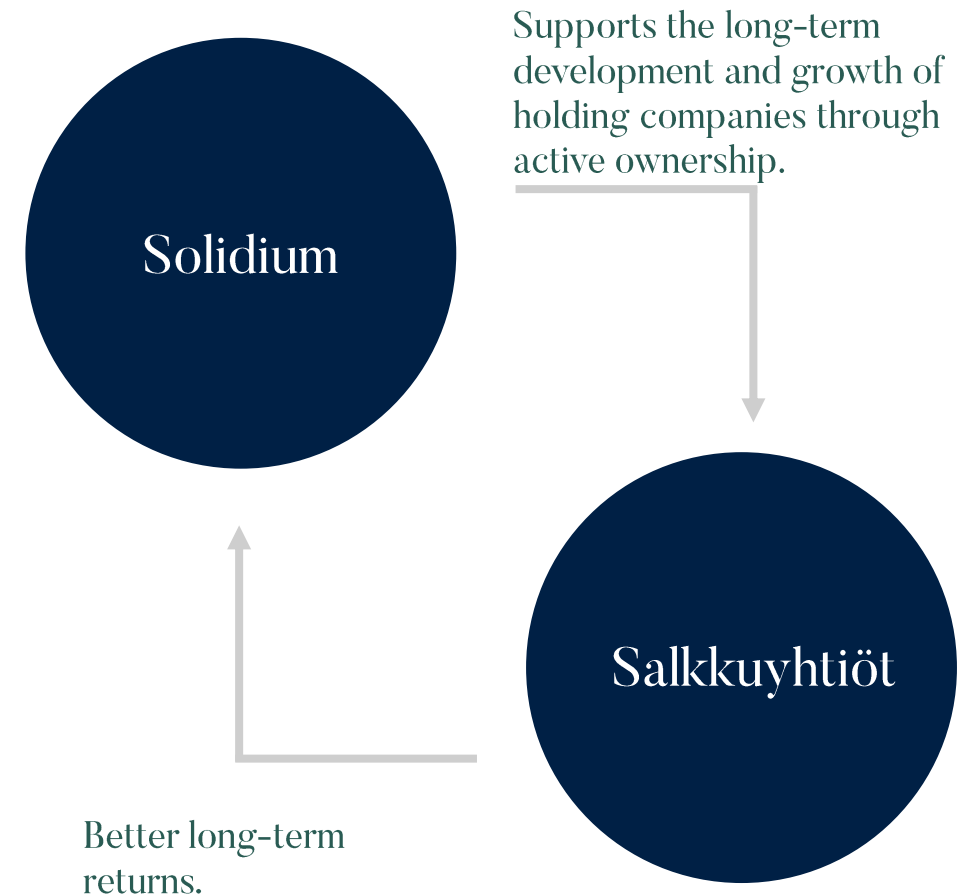 Supports the long-term
development and growth of
holding companies through
active ownership.
Solidium
Salkkuyhtiöt
Better long-term
returns.